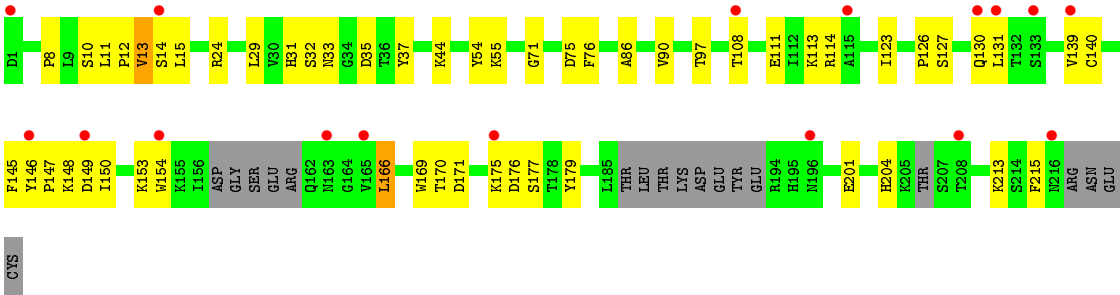 D1 P8 L9 S10 L11 P12 V13 S14 L15 R24 L29 V30 H31 S32 N33 G34 D35 T36 Y37 K44 Y54 K55 G71 D75 F76 A86 V90 T97 T108 E111 I112 K113 R114 A115 I123 P126 S127 Q130 L131 T132 S133 V139 C140
F145 Y146 P147 K148 D149 I150 K153 W154 K155 I156 ASP GLY SER GLU ARG Q162 N163 G164 V165 L166 W169 T170 D171 K175 D176 S177 T178 Y179 L185 THR LEU THR LYS ASP GLU TYR GLU R194 H195 N196 E201 H204 K205 THR S207 T208 K213 S214 F215 N216 ARG ASN GLU
CYS